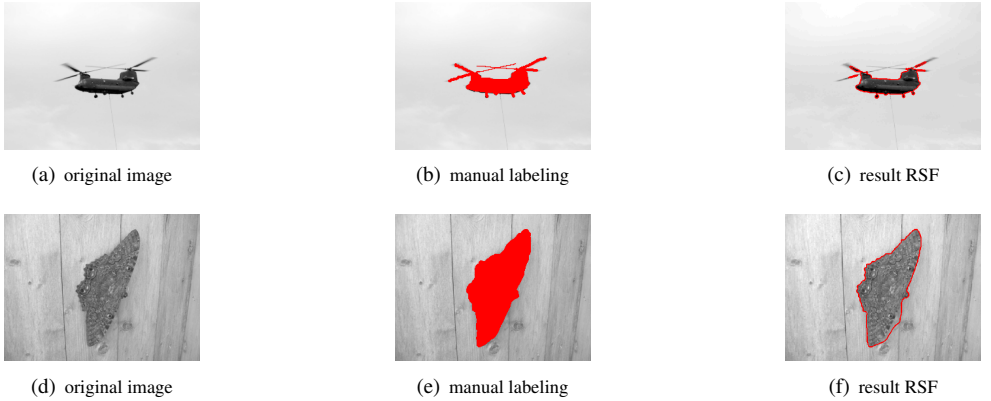 (a) original image
(b) manual labeling
(c) result RSF
(d) original image
(e) manual labeling
(f) result RSF